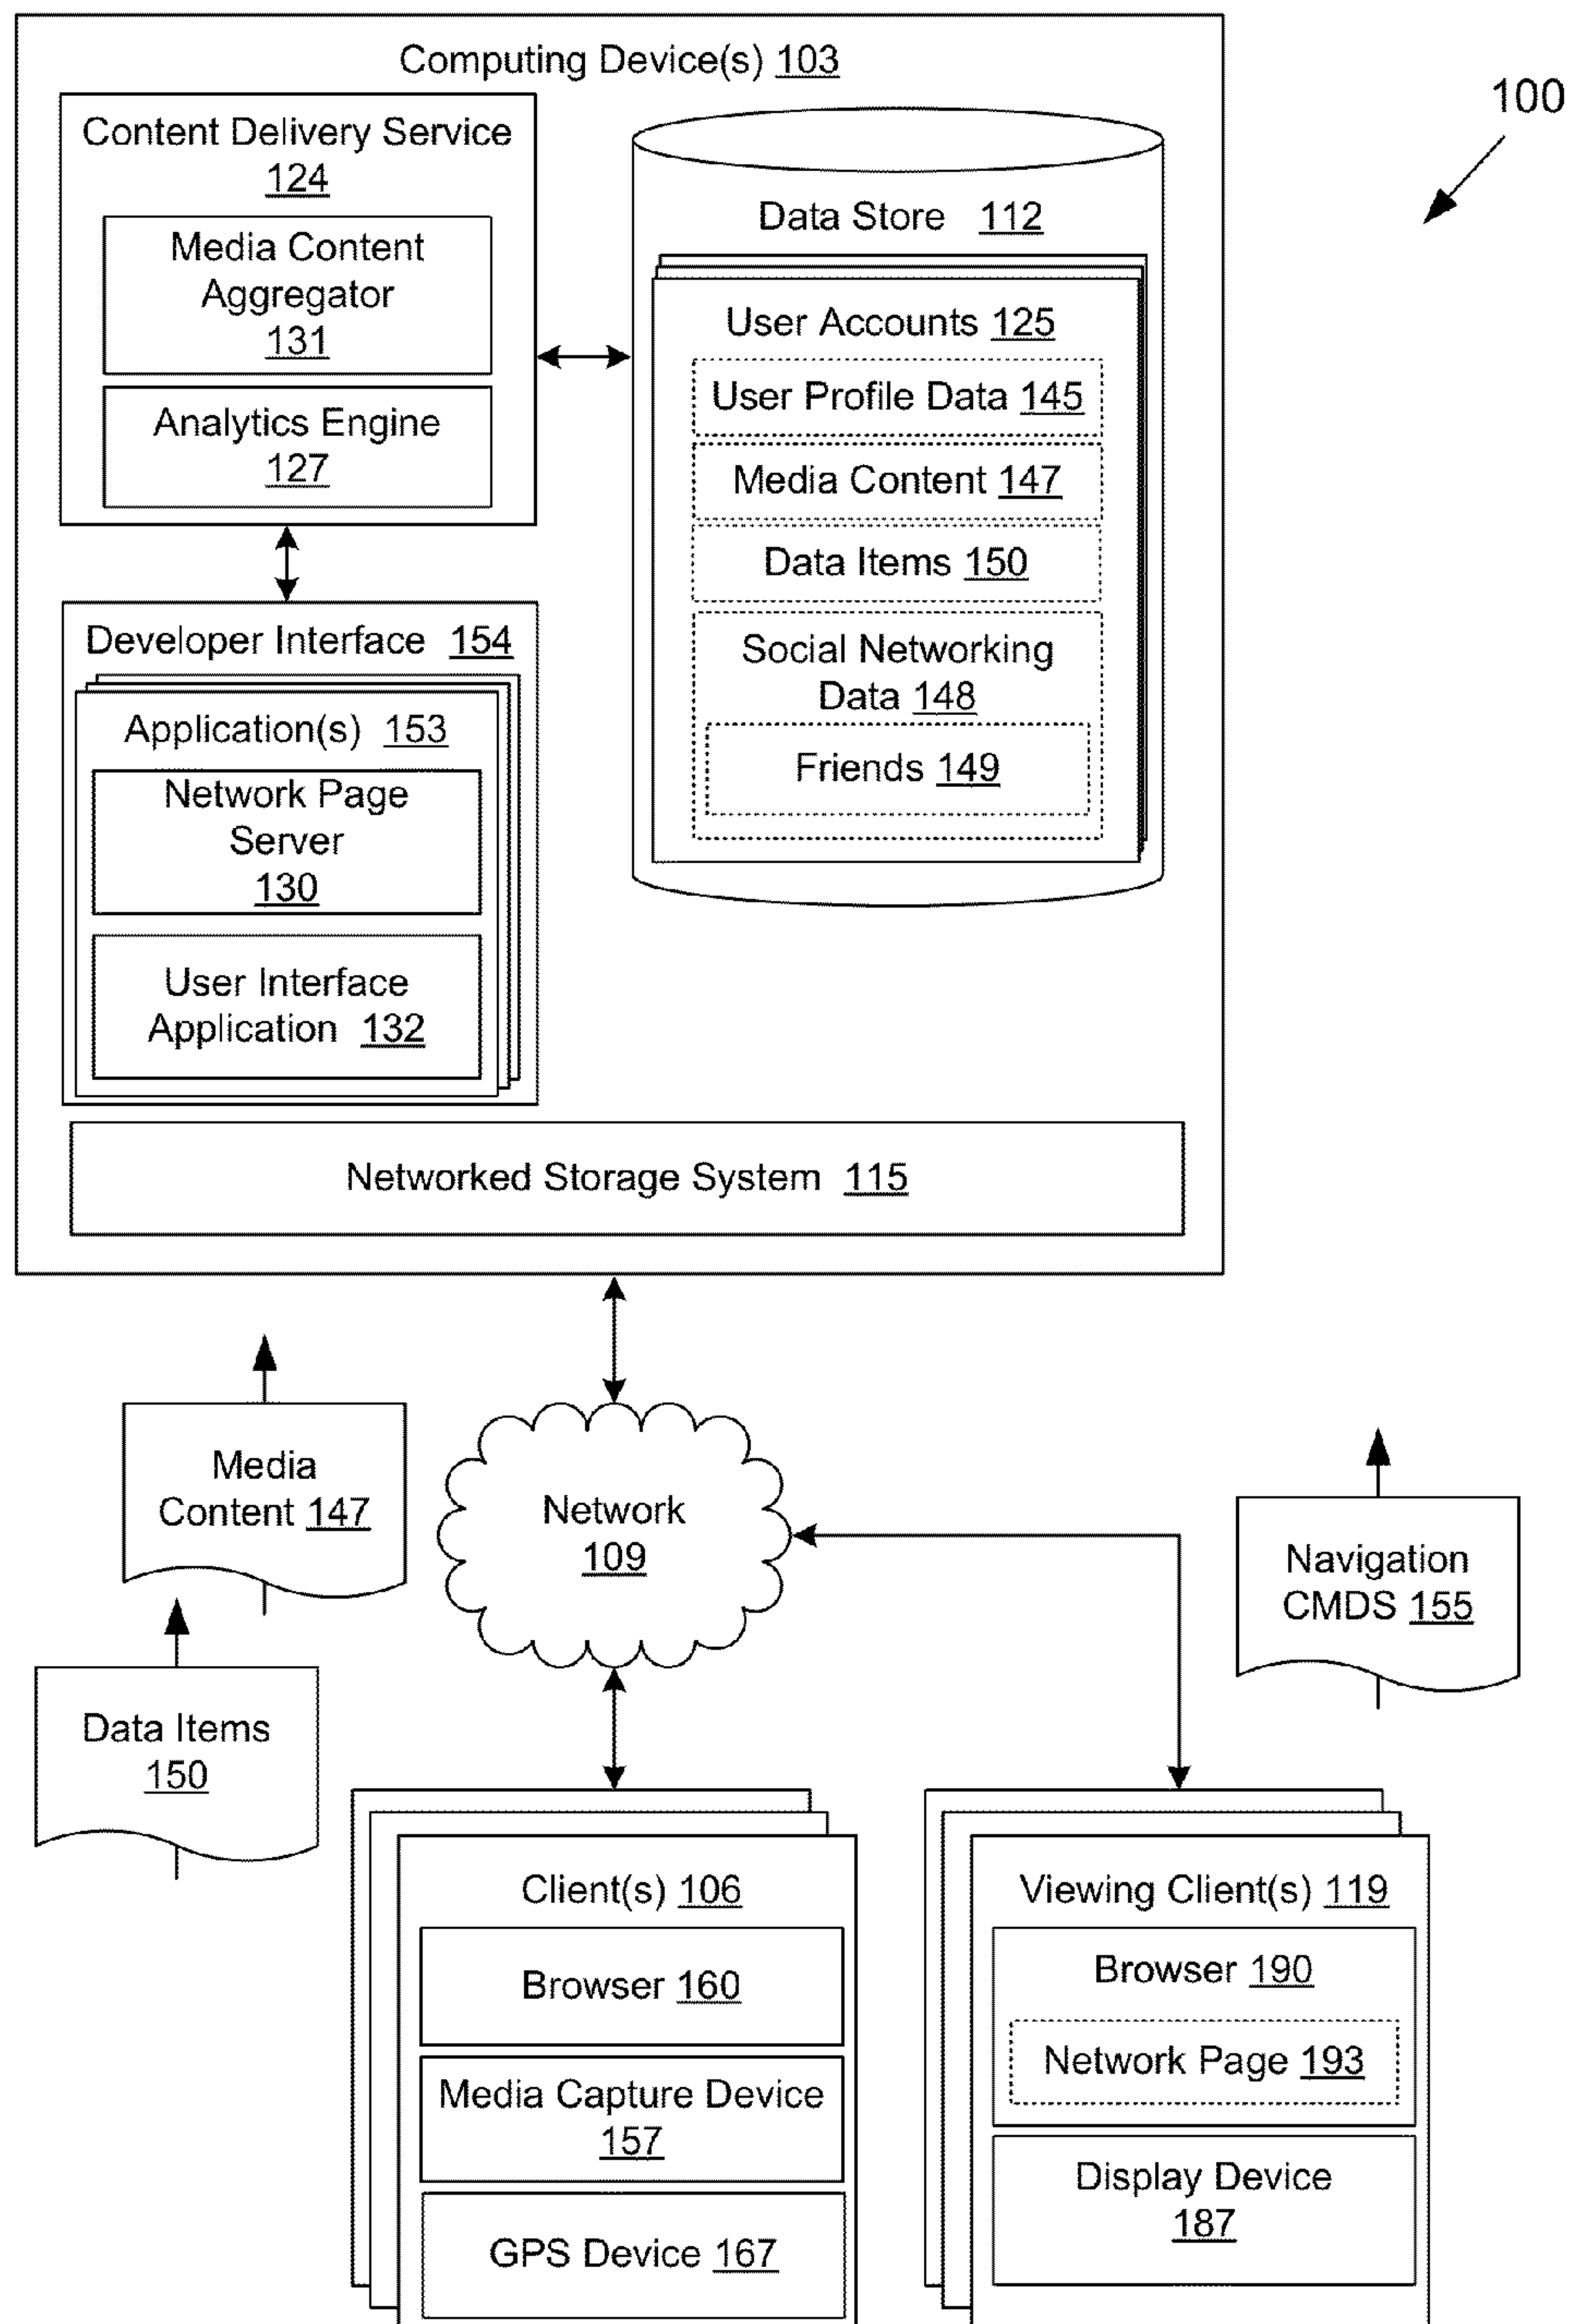 Computing Device(s) 103
100
Content Delivery Service
124
Media Content
Aggregator
131
Analytics Engine
127
Data Store 112
User Accounts 125
User Profile Data 145
Media Content 147
Data Items 150
Social Networking
Data 148
Friends 149
Developer Interface 154
Application(s) 153
Network Page
Server
130
User Interface
Application 132
Networked Storage System 115
Media
Content 147
Network
109
Navigation
CMDS 155
Data Items
150
Client(s) 106
Browser 160
Media Capture Device
157
GPS Device 167
Viewing Client(s) 119
Browser 190
Network Page 193
Display Device
187